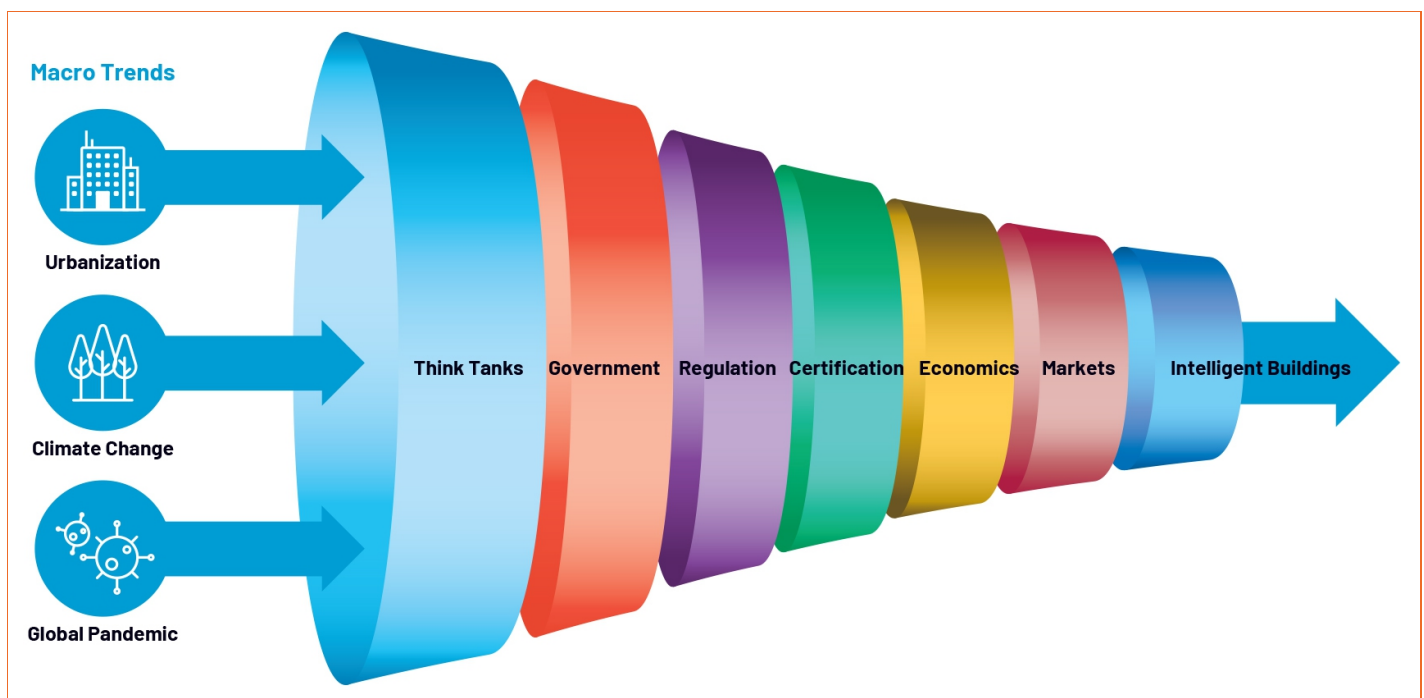 Macro Trends
Urbanization
Climate Change
Global Pandemic
Think Tanks
Government
Regulation
Certification
Economics
Markets
Intelligent Buildings